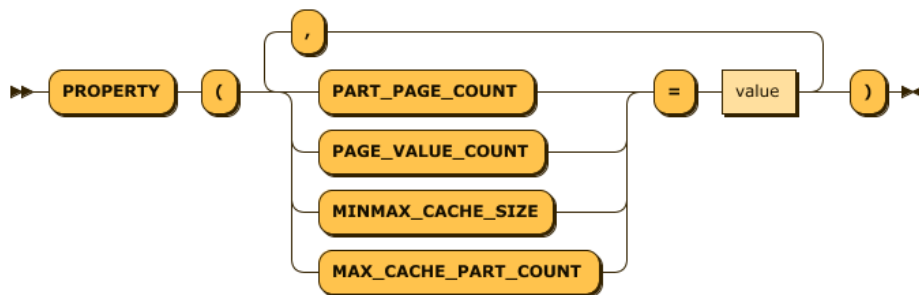 ,
PROPERTY ( PART_PAGE_COUNT = value )
PAGE_VALUE_COUNT
MINMAX_CACHE_SIZE
MAX_CACHE_PART_COUNT